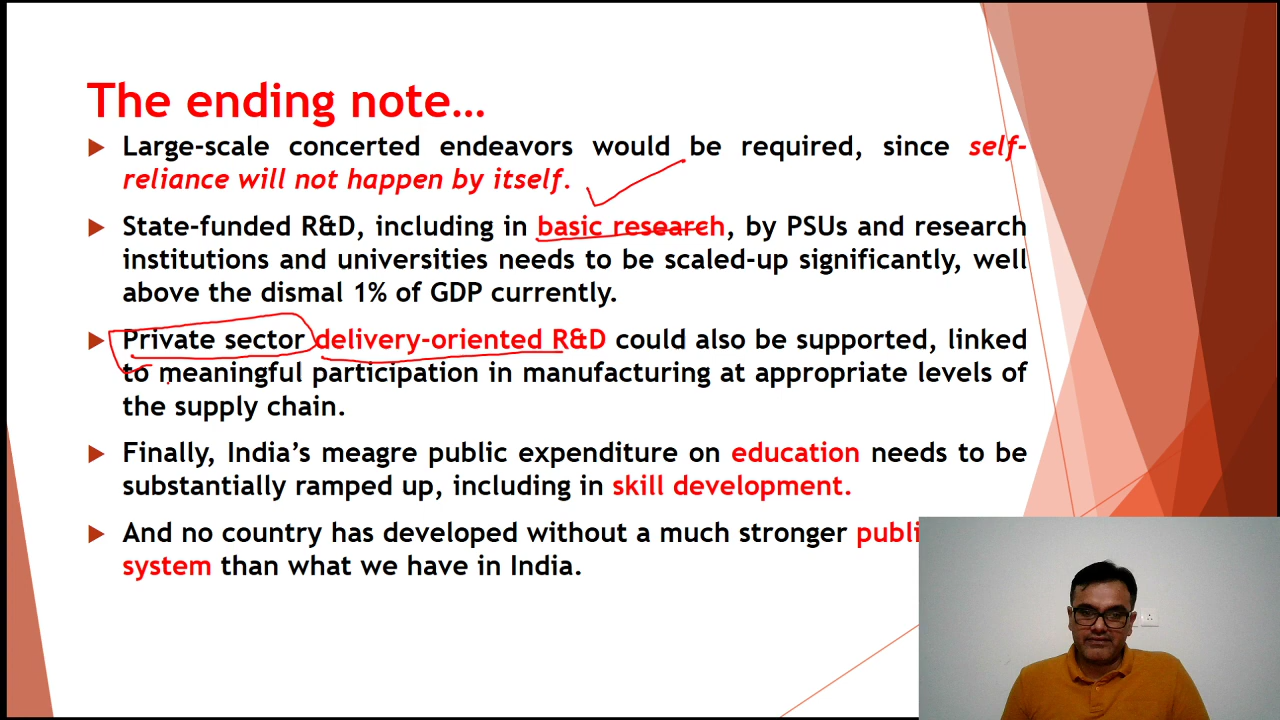 The ending note…
Large-scale concerted endeavors would be required, since self-
reliance will not happen by itself.
State-funded R&D, including in basic research, by PSUs and research
institutions and universities needs to be scaled-up significantly, well
above the dismal 1% of GDP currently.
Private sector delivery-oriented R&D could also be supported, linked
to meaningful participation in manufacturing at appropriate levels of
the supply chain.
Finally, India’s meagre public expenditure on education needs to be
substantially ramped up, including in skill development.
And no country has developed without a much stronger
system than what we have in India.